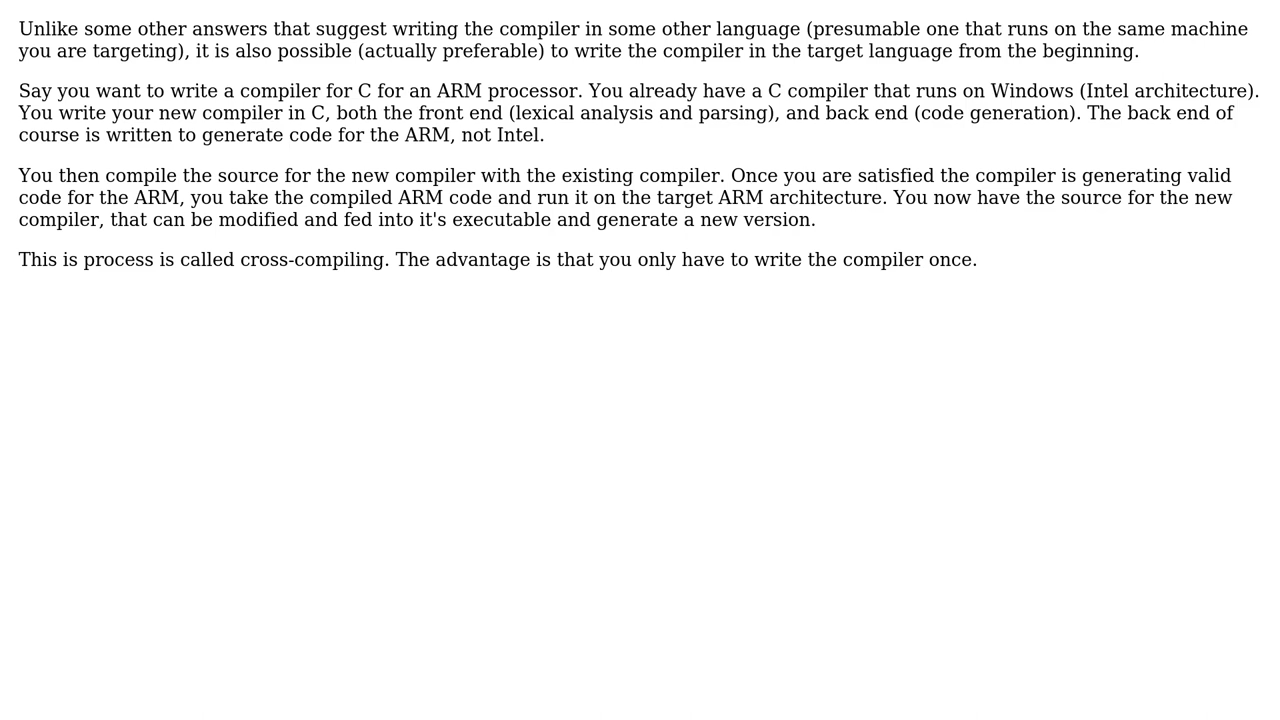 Unlike some other answers that suggest writing the compiler in some other language (presumable one that runs on the same machine
you are targeting), it is also possible (actually preferable) to write the compiler in the target language from the beginning.
Say you want to write a compiler for C for an ARM processor. You already have a C compiler that runs on Windows (Intel architecture).
You write your new compiler in C, both the front end (lexical analysis and parsing), and back end (code generation). The back end of
course is written to generate code for the ARM, not Intel.
You then compile the source for the new compiler with the existing compiler. Once you are satisfied the compiler is generating valid
code for the ARM, you take the compiled ARM code and run it on the target ARM architecture. You now have the source for the new
compiler, that can be modified and fed into it's executable and generate a new version.
This is process is called cross-compiling. The advantage is that you only have to write the compiler once.